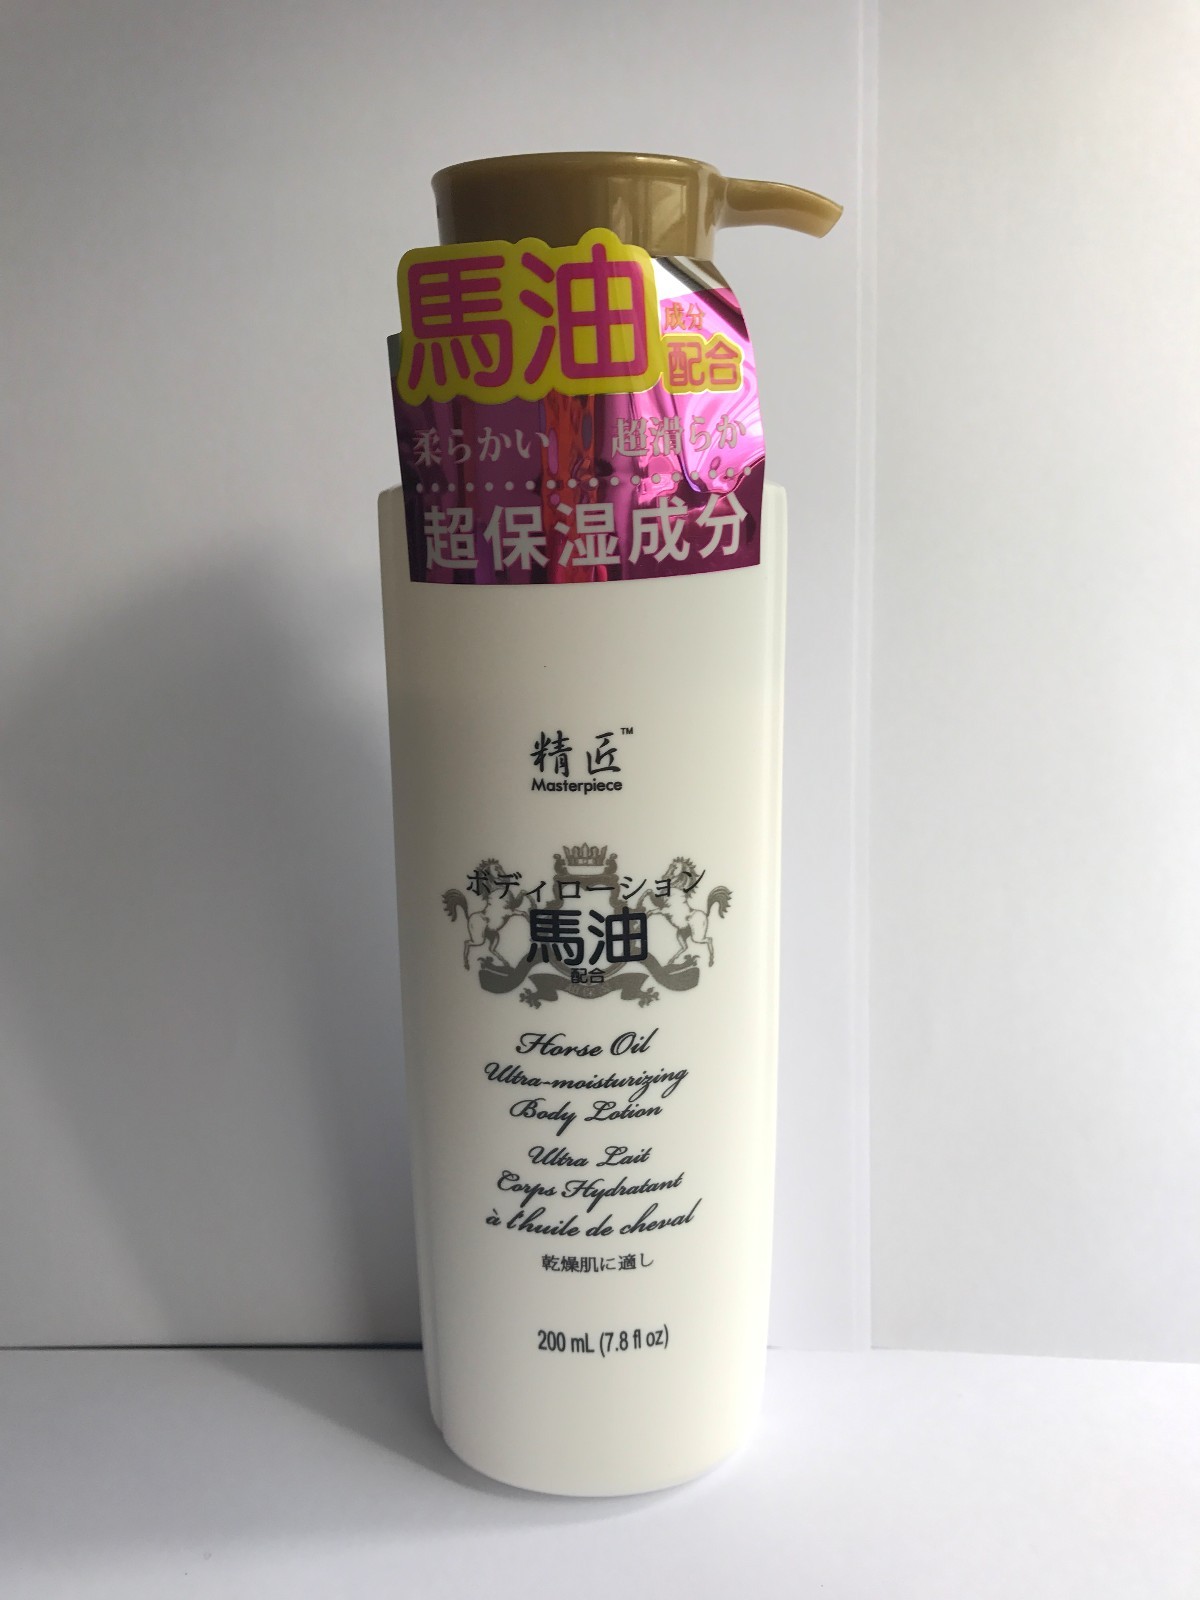 馬油
成分
配合
柔らかい 超滑らか
超保湿成分
精匠™
Masterpiece
ボディローション
馬油
配合
Horse Oil
Ultra-moisturizing
Body Lotion
Ultra Lait
Corps Hydratant
à l'huile de cheval
乾燥肌に適し
200 mL (7.8 fl oz)